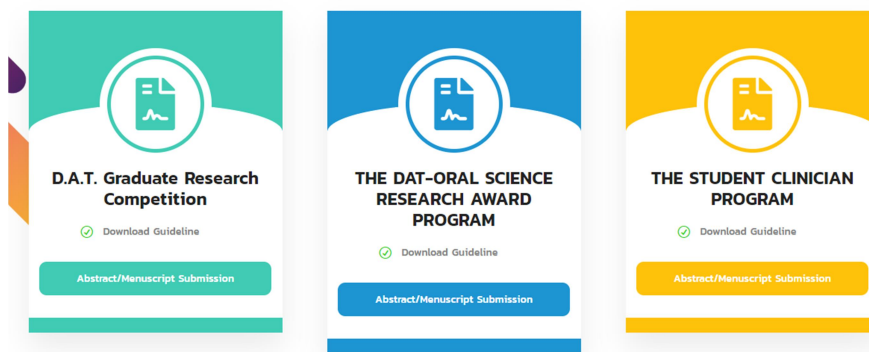 D.A.T. Graduate Research
Competition
Download Guideline
Abstract/Menuscript Submission
THE DAT-ORAL SCIENCE
RESEARCH AWARD
PROGRAM
Download Guideline
Abstract/Menuscript Submission
THE STUDENT CLINICIAN
PROGRAM
Download Guideline
Abstract/Menuscript Submission